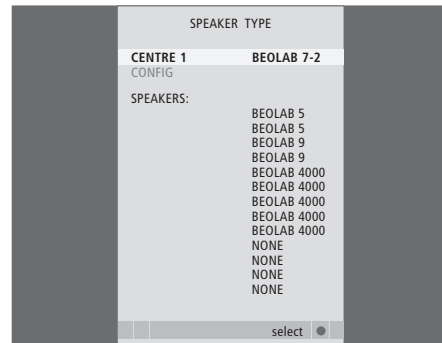 SPEAKER TYPE
CENTRE 1 BEOLAB 7-2
CONFIG
SPEAKERS:
BEOLAB 5
BEOLAB 5
BEOLAB 9
BEOLAB 9
BEOLAB 4000
BEOLAB 4000
BEOLAB 4000
BEOLAB 4000
BEOLAB 4000
NONE
NONE
NONE
NONE
select